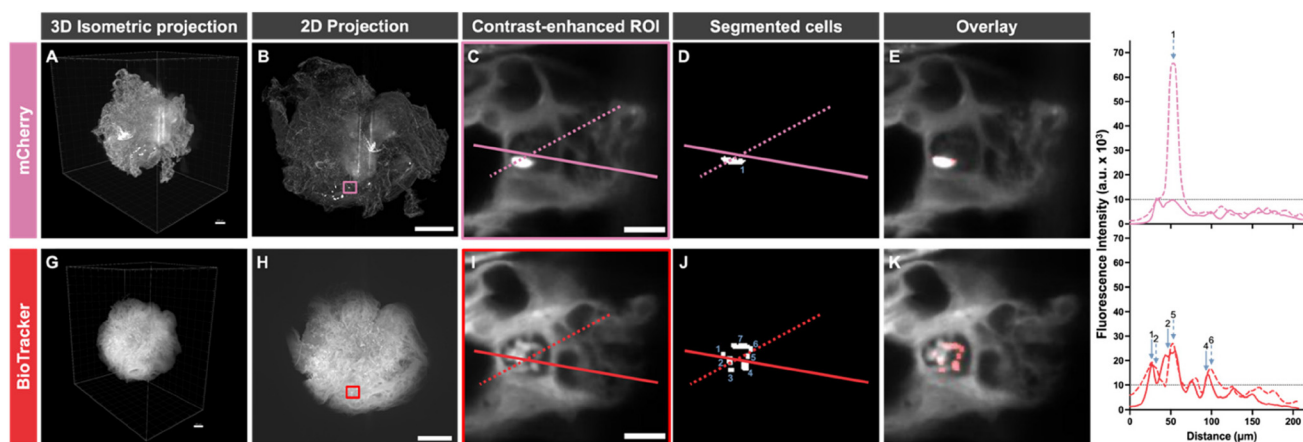 3D Isometric projection
2D Projection
Contrast-enhanced ROI
Segmented cells
Overlay
mCherry
A
B
C
D
1
E
70
60
50
40
30
20
10
0
1
BioTracker
G
H
I
J
1
2
3
4
5
6
7
K
Fluorescence Intensity (a.u. x 10³)
70
60
50
40
30
20
10
0
1
2
2
5
4
6
0
50
100
150
200
Distance (µm)